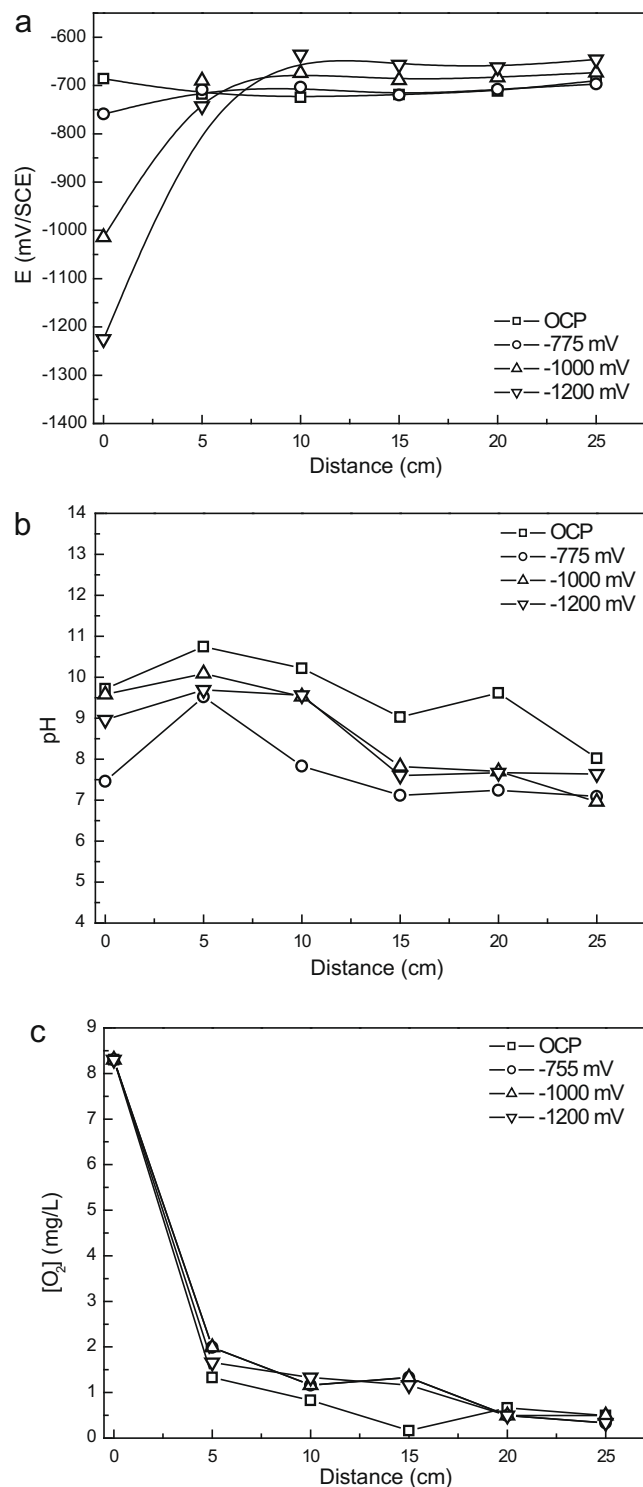 a
-600
-700
-800
-900
-1000
-1100
-1200
-1300
-1400
E (mV/SCE)
OCP
-775 mV
-1000 mV
-1200 mV
0 5 10 15 20 25
Distance (cm)
b
14
13
12
11
10
9
8
7
6
5
4
pH
OCP
-775 mV
-1000 mV
-1200 mV
0 5 10 15 20 25
Distance (cm)
c
9
8
7
6
5
4
3
2
1
0
[O₂] (mg/L)
OCP
-755 mV
-1000 mV
-1200 mV
0 5 10 15 20 25
Distance (cm)